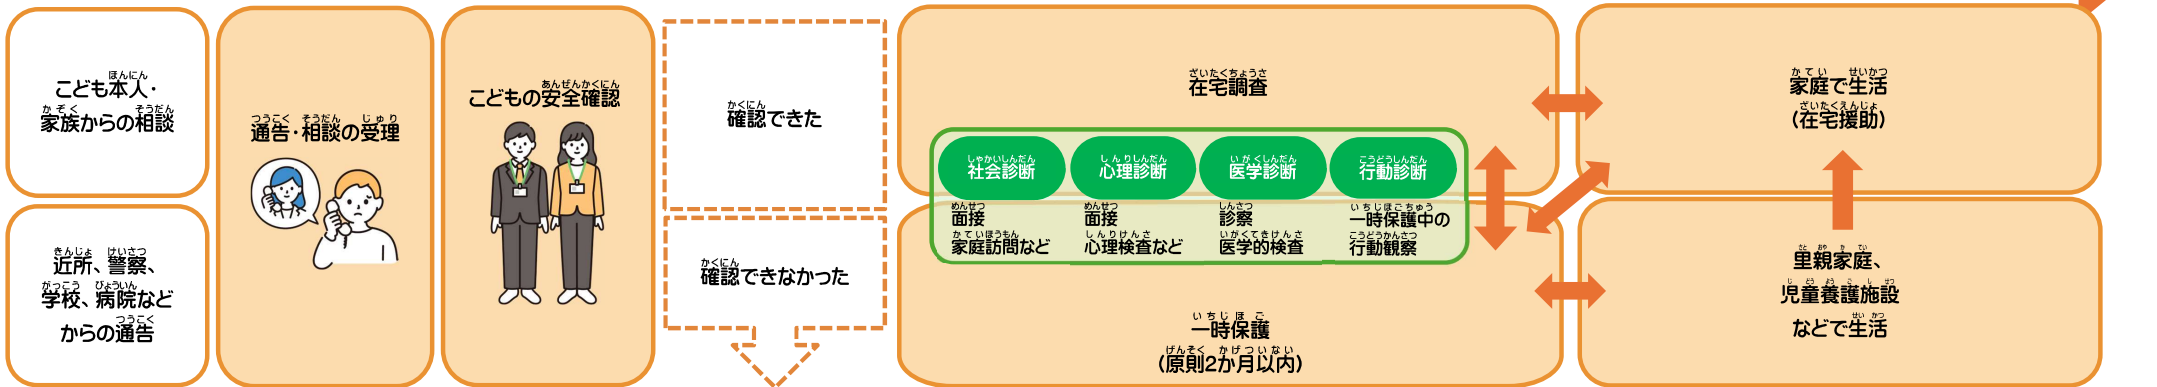 こども本人・
家族からの相談
近所、警察、
学校、病院など
からの通告
通告・相談の受理
こどもの安全確認
確認できた
確認できなかった
在宅調査
社会診断
面接
家庭訪問など
心理診断
面接
心理検査など
医学診断
診察
医学的検査
行動診断
一時保護中の
行動観察
一時保護
(原則2か月以内)
家庭で生活
(在宅援助)
里親家庭、
児童養護施設
などで生活